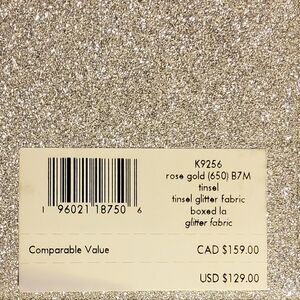 K9256
rose gold (650) B7M
tinsel
tinsel glitter fabric
boxed la
glitter fabric
1 96021 18750 6
Comparable Value CAD $159.00
USD $129.00